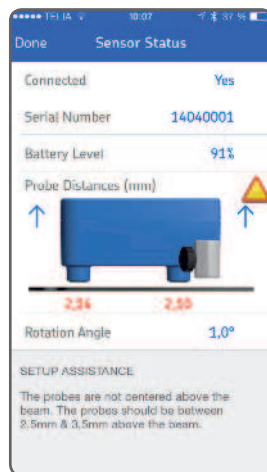 TELIA 10:07 37 %
Done Sensor Status
Connected Yes
Serial Number 14040001
Battery Level 91%
Probe Distances (mm)
2,24 2,30
Rotation Angle 1,0°
SETUP ASSISTANCE
The probes are not centered above the
beam. The probes should be between
2.5mm & 3.5mm above the beam.